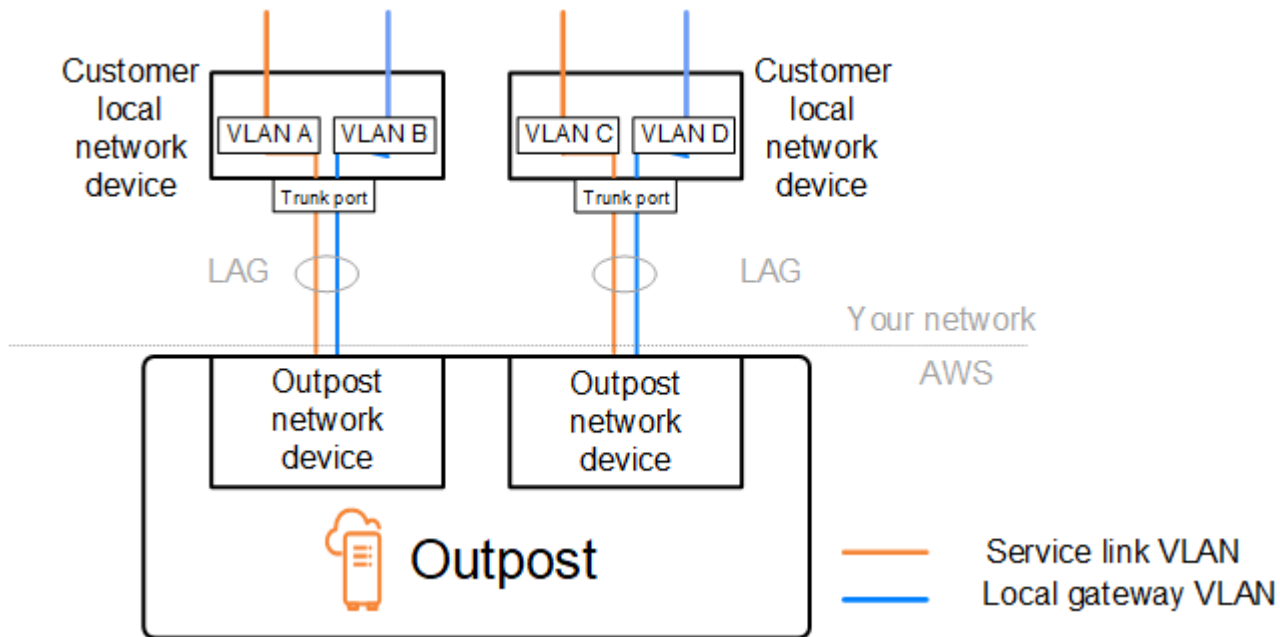 Customer
local
network
device
VLAN A
VLAN B
Trunk port
LAG
VLAN C
VLAN D
Trunk port
Customer
local
network
device
LAG
Your network
AWS
Outpost
network
device
Outpost
network
device
Outpost
Service link VLAN
Local gateway VLAN